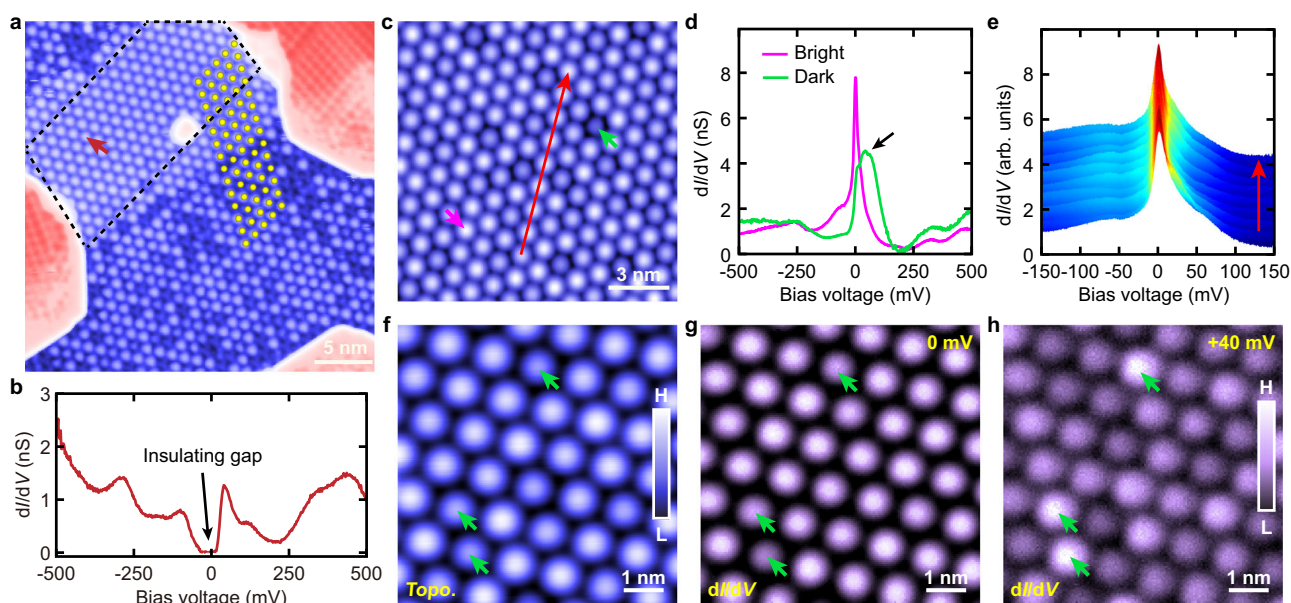 a
5 nm
b
3
2
1
0
dI/dV (nS)
Insulating gap
-500
-250
0
250
500
Bias voltage (mV)
c
3 nm
d
Bright
Dark
8
6
4
2
0
dI/dV (nS)
-500
-250
0
250
500
Bias voltage (mV)
e
8
6
4
2
0
dI/dV (arb. units)
-150
-100
-50
0
50
100
150
Bias voltage (mV)
f
H
L
Topo.
1 nm
g
0 mV
dI/dV
1 nm
h
+40 mV
H
L
dI/dV
1 nm